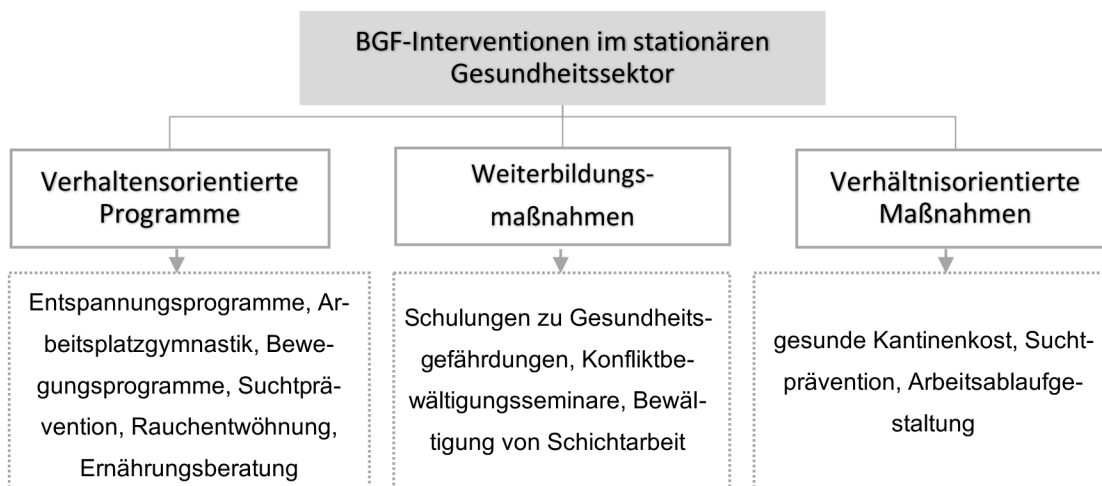 BGF-Interventionen im stationären
Gesundheitssektor
Verhaltensorientierte
Programme
Entspannungsprogramme, Ar-
beitsplatzgymnastik, Bewe-
gungsprogramme, Suchtprä-
vention, Rauchentwöhnung,
Ernährungsberatung
Weiterbildungs-
maßnahmen
Schulungen zu Gesundheits-
gefährdungen, Konfliktbe-
wältigungsseminare, Bewäl-
tigung von Schichtarbeit
Verhältnisorientierte
Maßnahmen
gesunde Kantinenkost, Sucht-
prävention, Arbeitsablaufge-
staltung